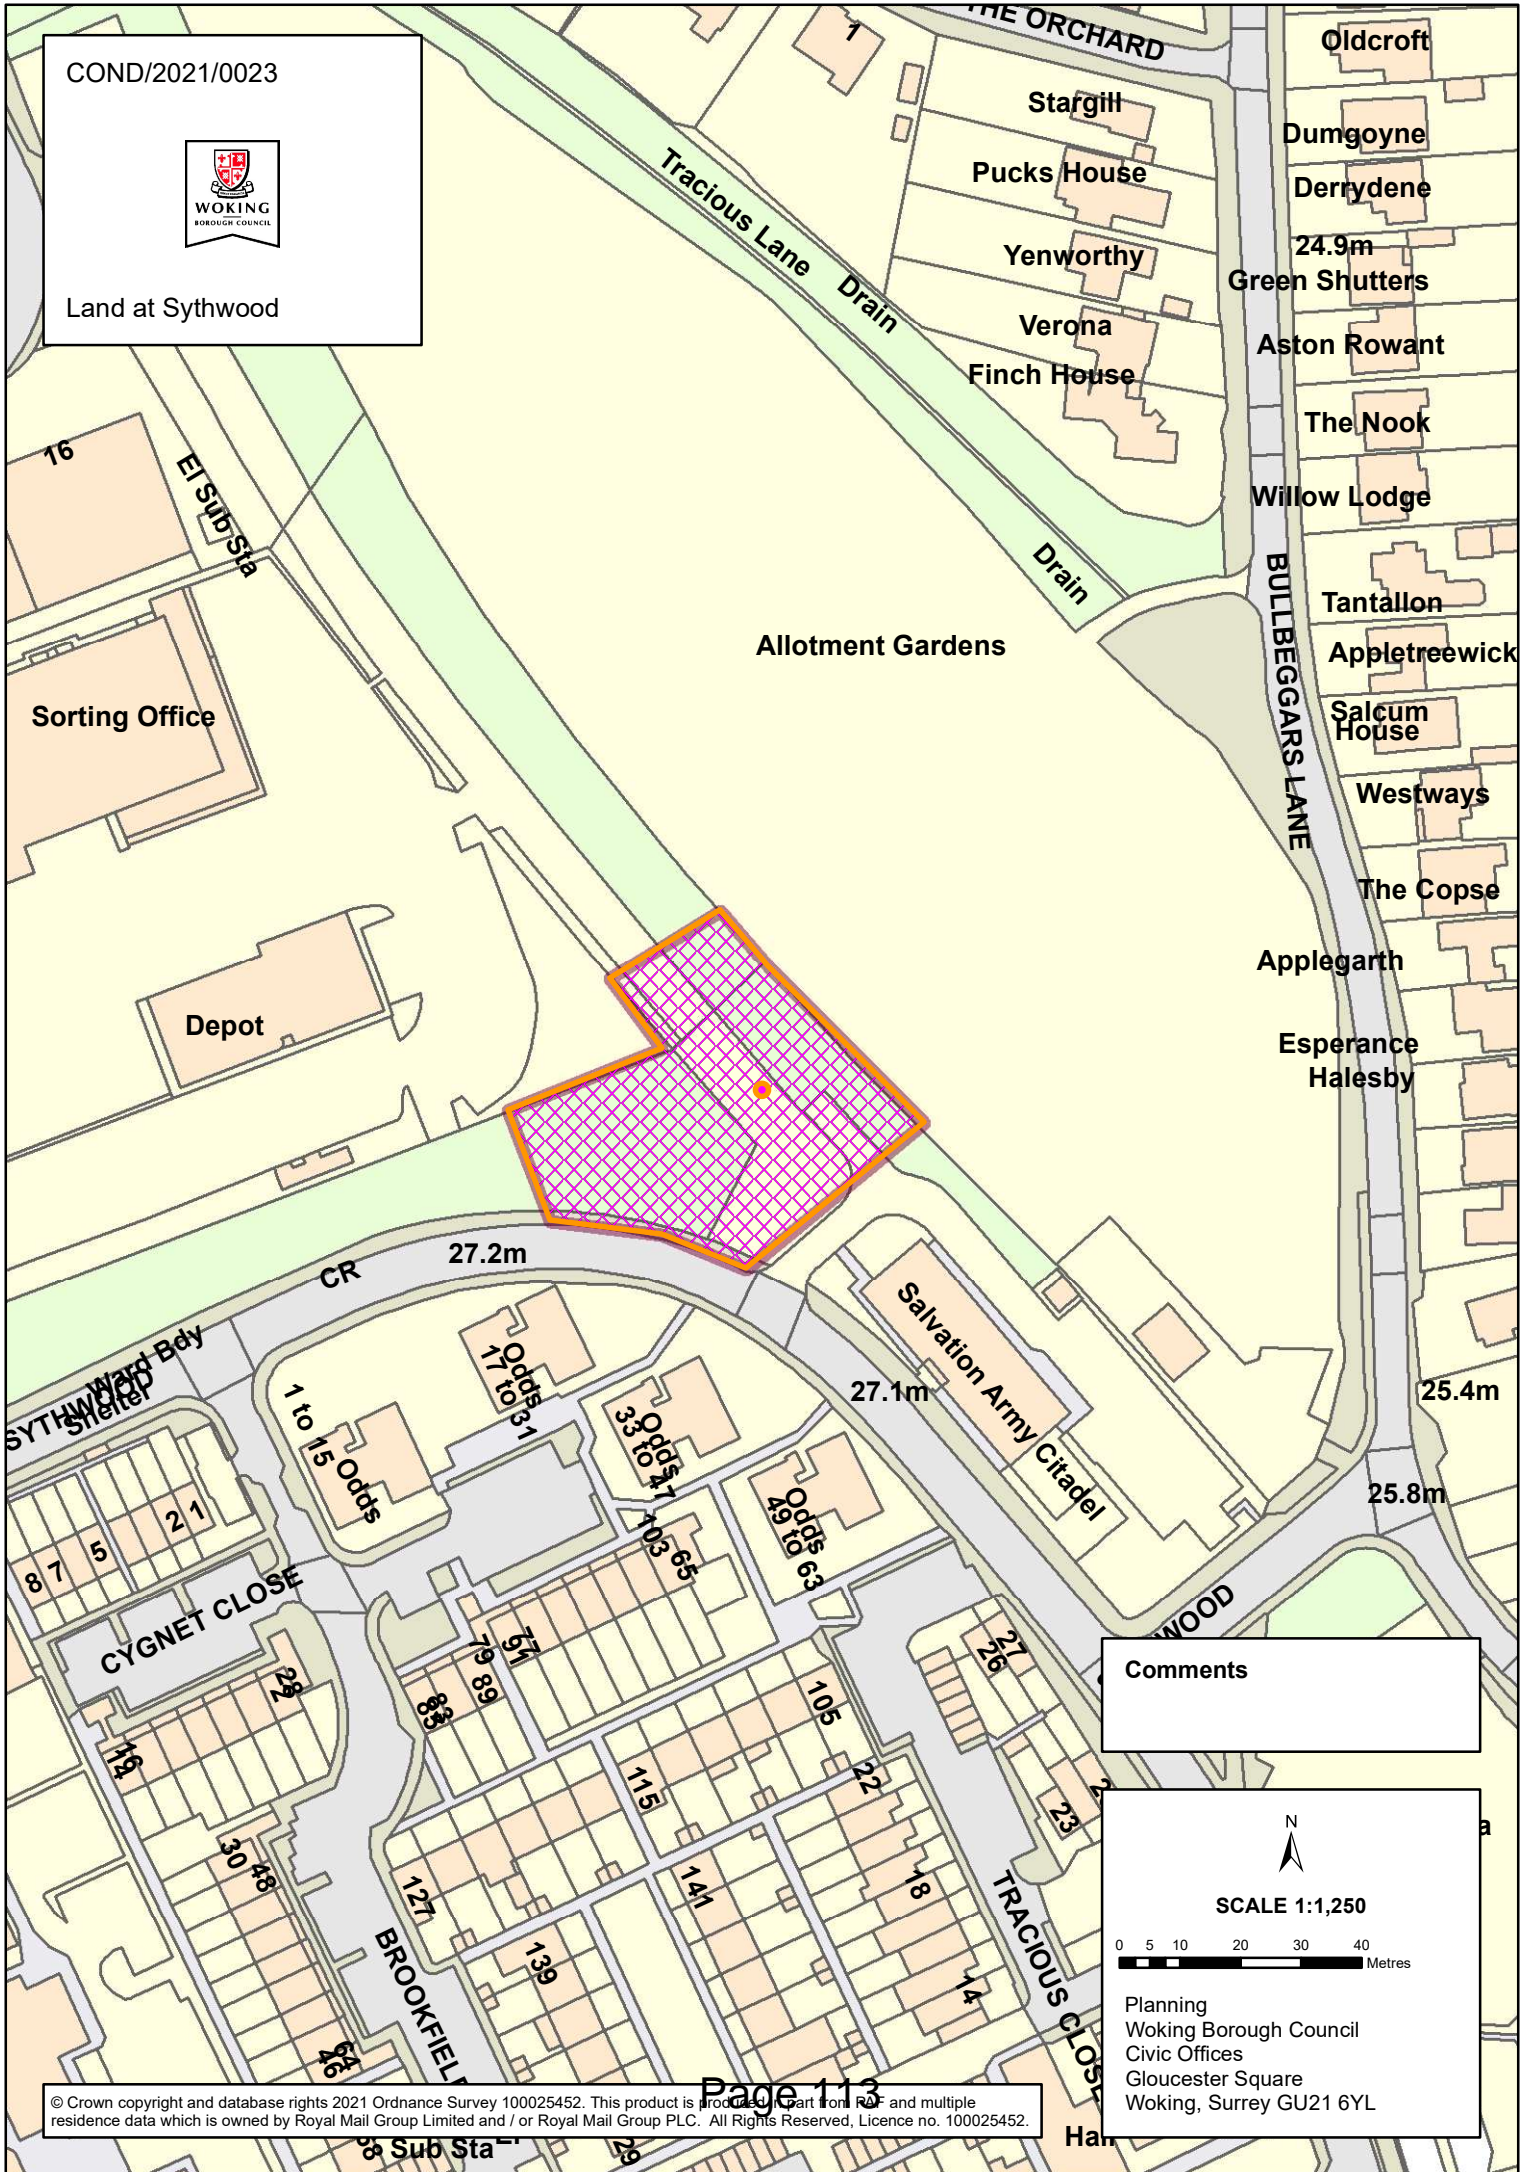 COND/2021/0023
WOKING
BOROUGH COUNCIL
Land at Sythwood
THE ORCHARD
1
Oldcroft
Stargill
Dumgoyne
Pucks House
Derrydene
Tracious Lane
Drain
Yenworthy
24.9m
Green Shutters
Verona
Aston Rowant
Finch House
The Nook
16
El Sub Sta
Willow Lodge
Drain
BULLBEGGARS LANE
Tantallon
Allotment Gardens
Appletreewick
Sorting Office
Salcum
House
Westways
The Copse
Applegarth
Depot
Esperance
Halesby
27.2m
CR
Salvation Army Citadel
Ward Bdy
SYTHWOOD
Shelter
1 to 15
Odds
Odds
17 to 31
Odds
33 to 47
Odds
49 to 63
27.1m
25.4m
25.8m
8
7
5
2
1
103
65
CYGNET CLOSE
WOOD
79
77
91
27
26
28
83
85
89
105
16
14
115
22
23
30
48
127
141
18
139
14
TRACIOUS CLOSE
BROOKFIEL
64
46
68
Sub Sta
El
29
Hall
a
Comments
N
SCALE 1:1,250
0 5 10 20 30 40
Metres
Planning
Woking Borough Council
Civic Offices
Gloucester Square
Woking, Surrey GU21 6YL
Page 113
© Crown copyright and database rights 2021 Ordnance Survey 100025452. This product is produced in part from PAF and multiple
residence data which is owned by Royal Mail Group Limited and / or Royal Mail Group PLC. All Rights Reserved, Licence no. 100025452.